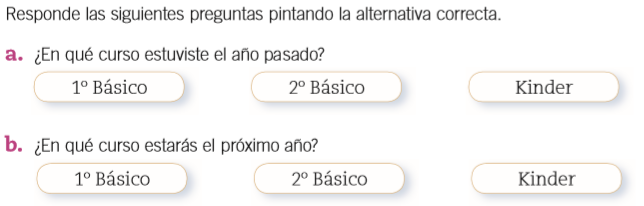 Responde las siguientes preguntas pintando la alternativa correcta.
a. ¿En qué curso estuviste el año pasado?
1º Básico 2º Básico Kinder
b. ¿En qué curso estarás el próximo año?
1º Básico 2º Básico Kinder